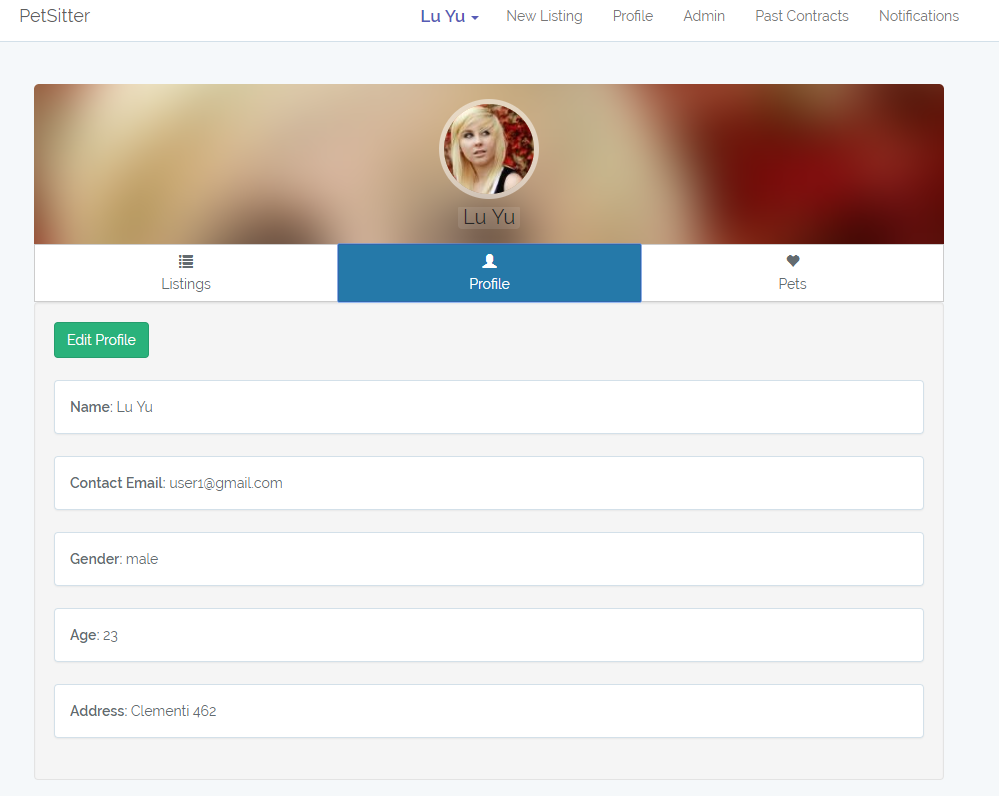 PetSitter
Lu Yu
New Listing
Profile
Admin
Past Contracts
Notifications
Lu Yu
Listings
Profile
Pets
Edit Profile
Name: Lu Yu
Contact Email: user1@gmail.com
Gender: male
Age: 23
Address: Clementi 462